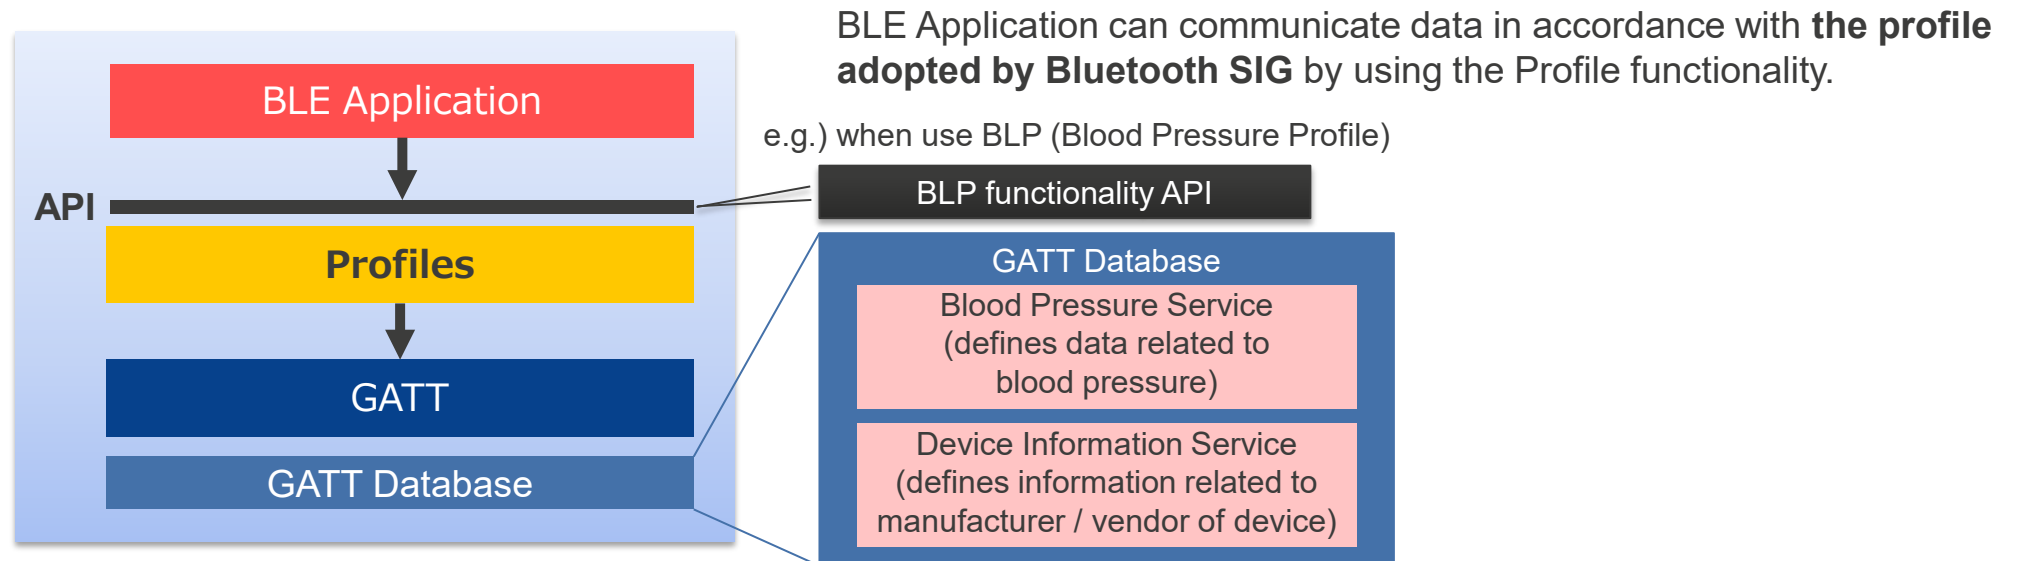 BLE Application can communicate data in accordance with the profile
adopted by Bluetooth SIG by using the Profile functionality.
BLE Application
API
Profiles
GATT
GATT Database
e.g.) when use BLP (Blood Pressure Profile)
BLP functionality API
GATT Database
Blood Pressure Service
(defines data related to
blood pressure)
Device Information Service
(defines information related to
manufacturer / vendor of device)